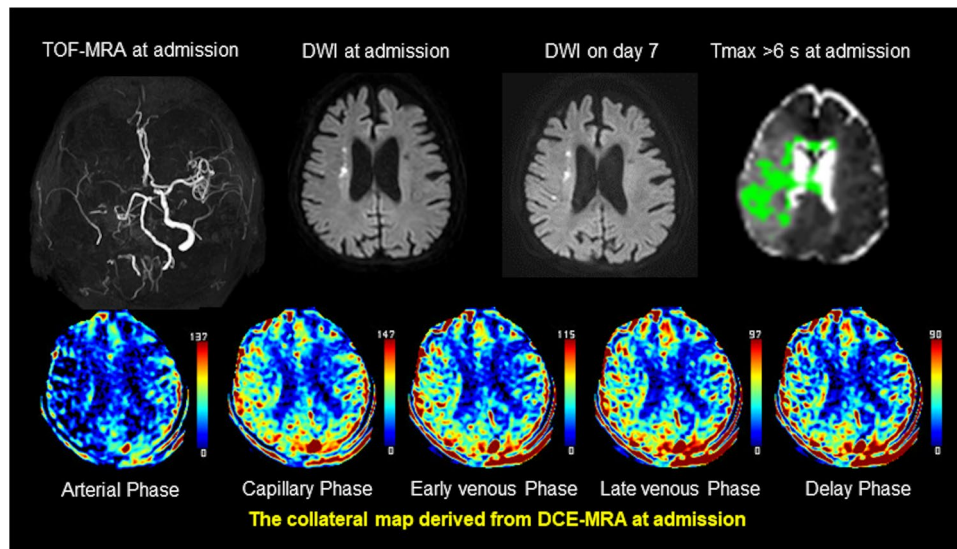 TOF-MRA at admission
DWI at admission
DWI on day 7
Tmax >6 s at admission
137
0
147
0
115
0
97
0
90
0
Arterial Phase
Capillary Phase
Early venous Phase
Late venous Phase
Delay Phase
The collateral map derived from DCE-MRA at admission